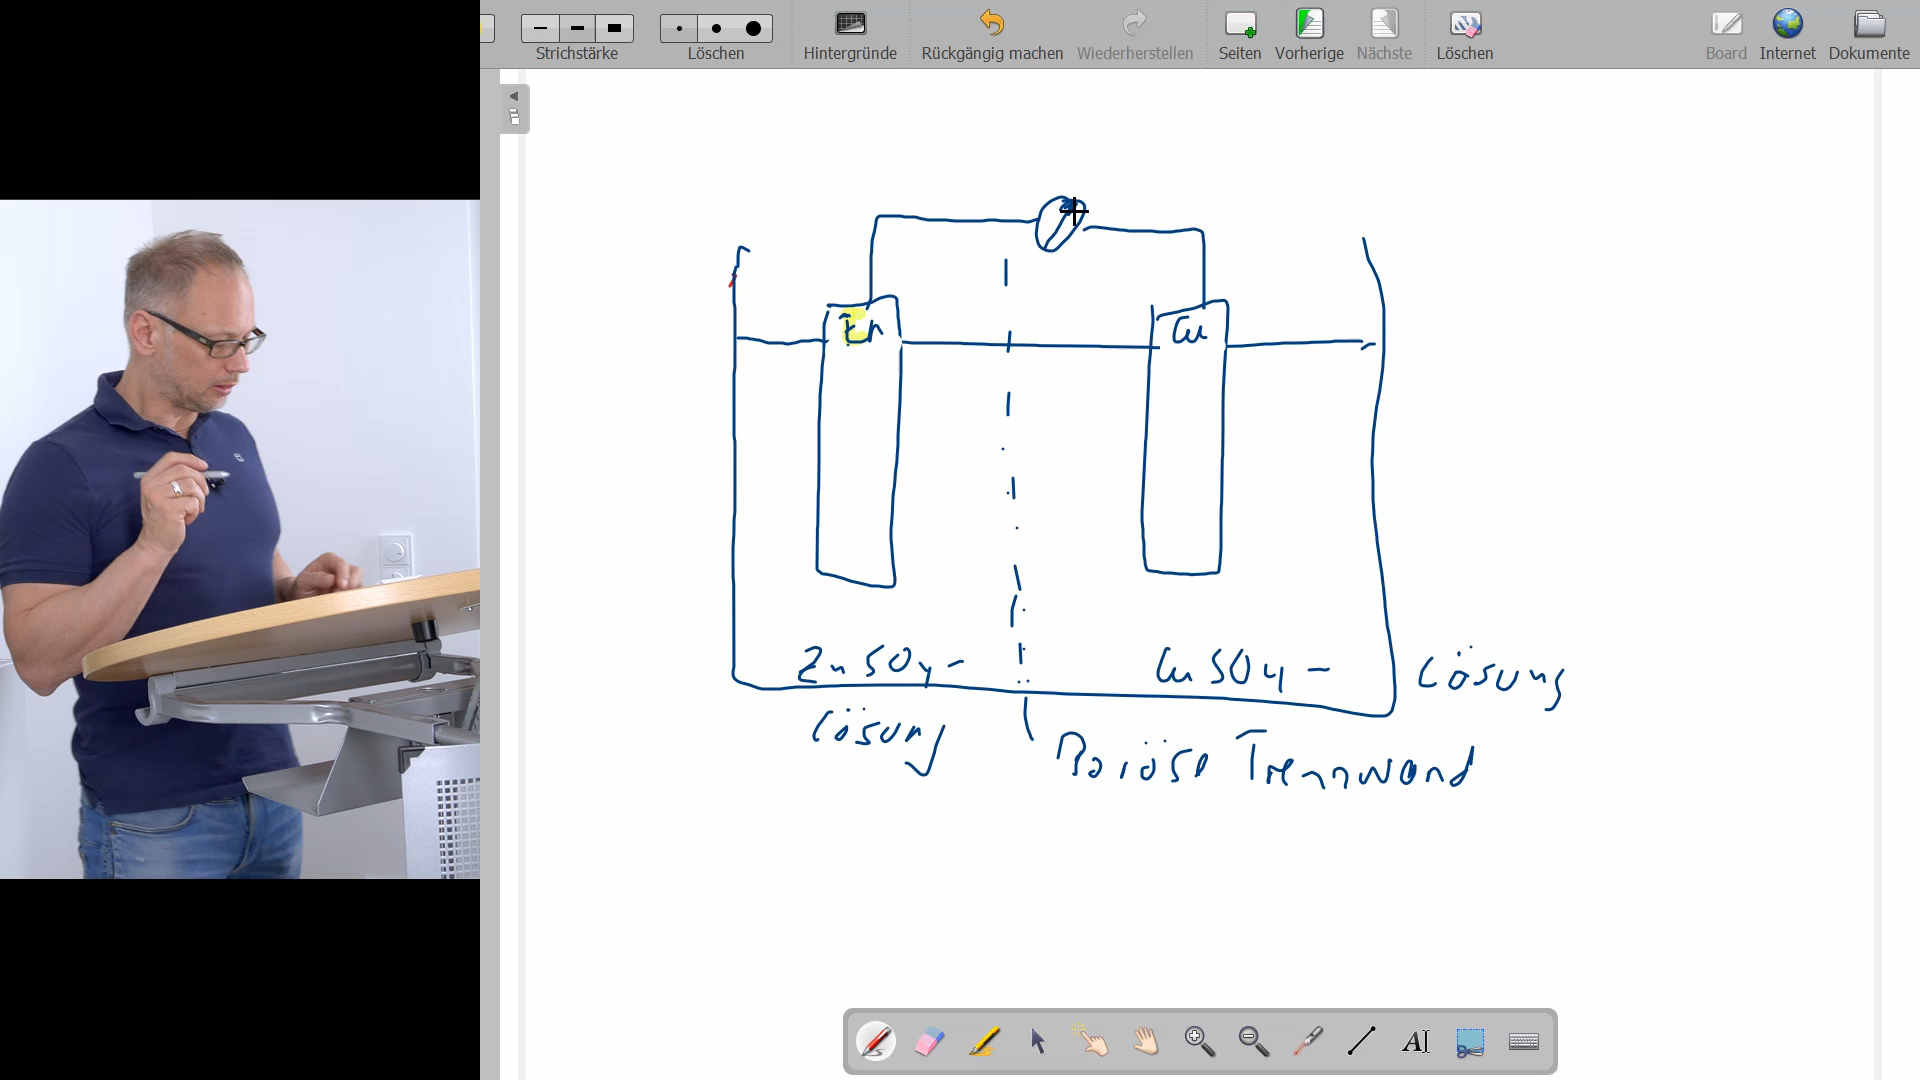 Strichstärke Löschen Hintergründe Rückgängig machen Wiederherstellen Seiten Vorherige Nächste Löschen Board Internet Dokumente
Zn Cu
ZnSO4- CuSO4- Lösung
Lösung Poröse Trennwand
AI